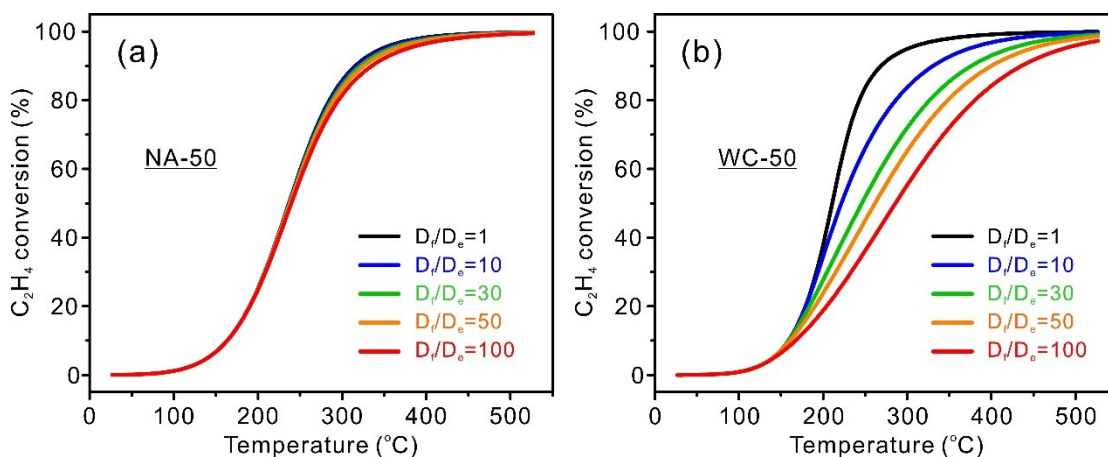 (a)
NA-50
C₂H₄ conversion (%)
100
80
60
40
20
0
Df/De=1
Df/De=10
Df/De=30
Df/De=50
Df/De=100
0 100 200 300 400 500
Temperature (°C)
(b)
WC-50
C₂H₄ conversion (%)
100
80
60
40
20
0
Df/De=1
Df/De=10
Df/De=30
Df/De=50
Df/De=100
0 100 200 300 400 500
Temperature (°C)